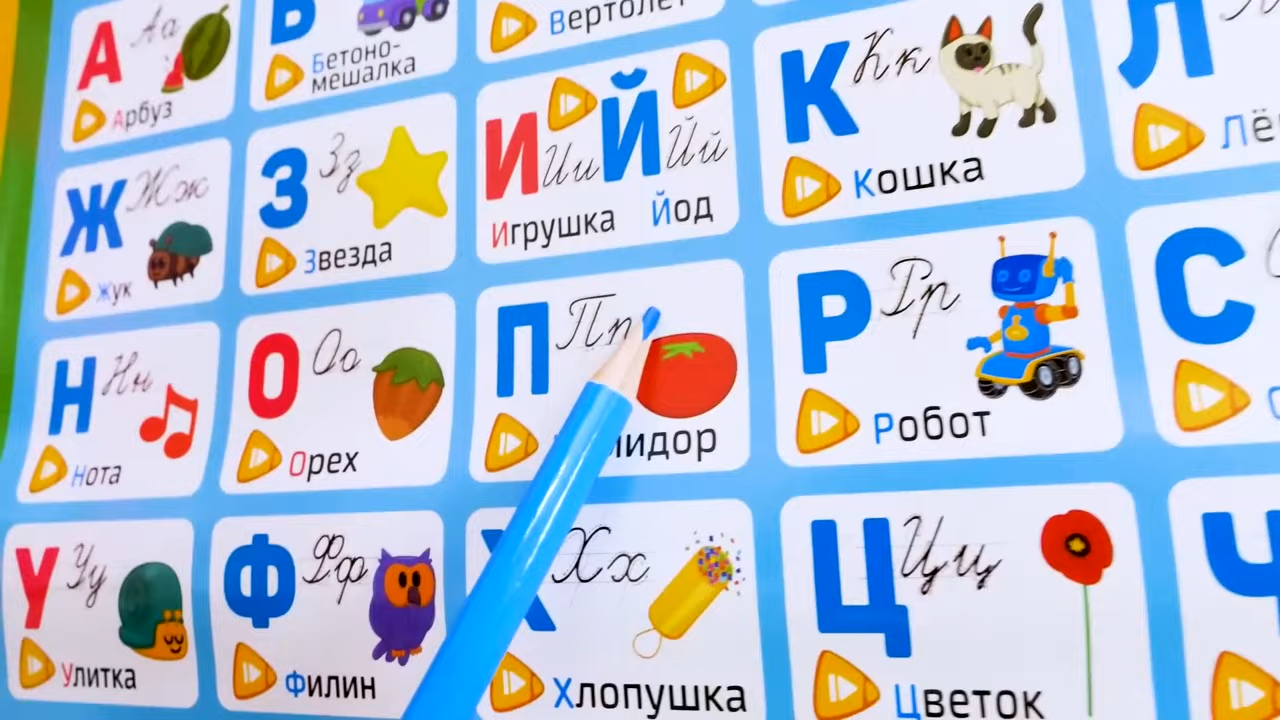 А Аа
Арбуз
Бетоно-
мешалка
Вертолёт
Ж Жж
Жук
З Зз
Звезда
И Ии Й Йй
Игрушка Йод
К Кк
Кошка
Л
Н Нн
Нота
О Оо
Орех
П Пп
Р Рр
Робот
С
У Уу
Улитка
Ф Фф
Филин
Х Хх
Хлопушка
Ц Цц
Цветок
Ч